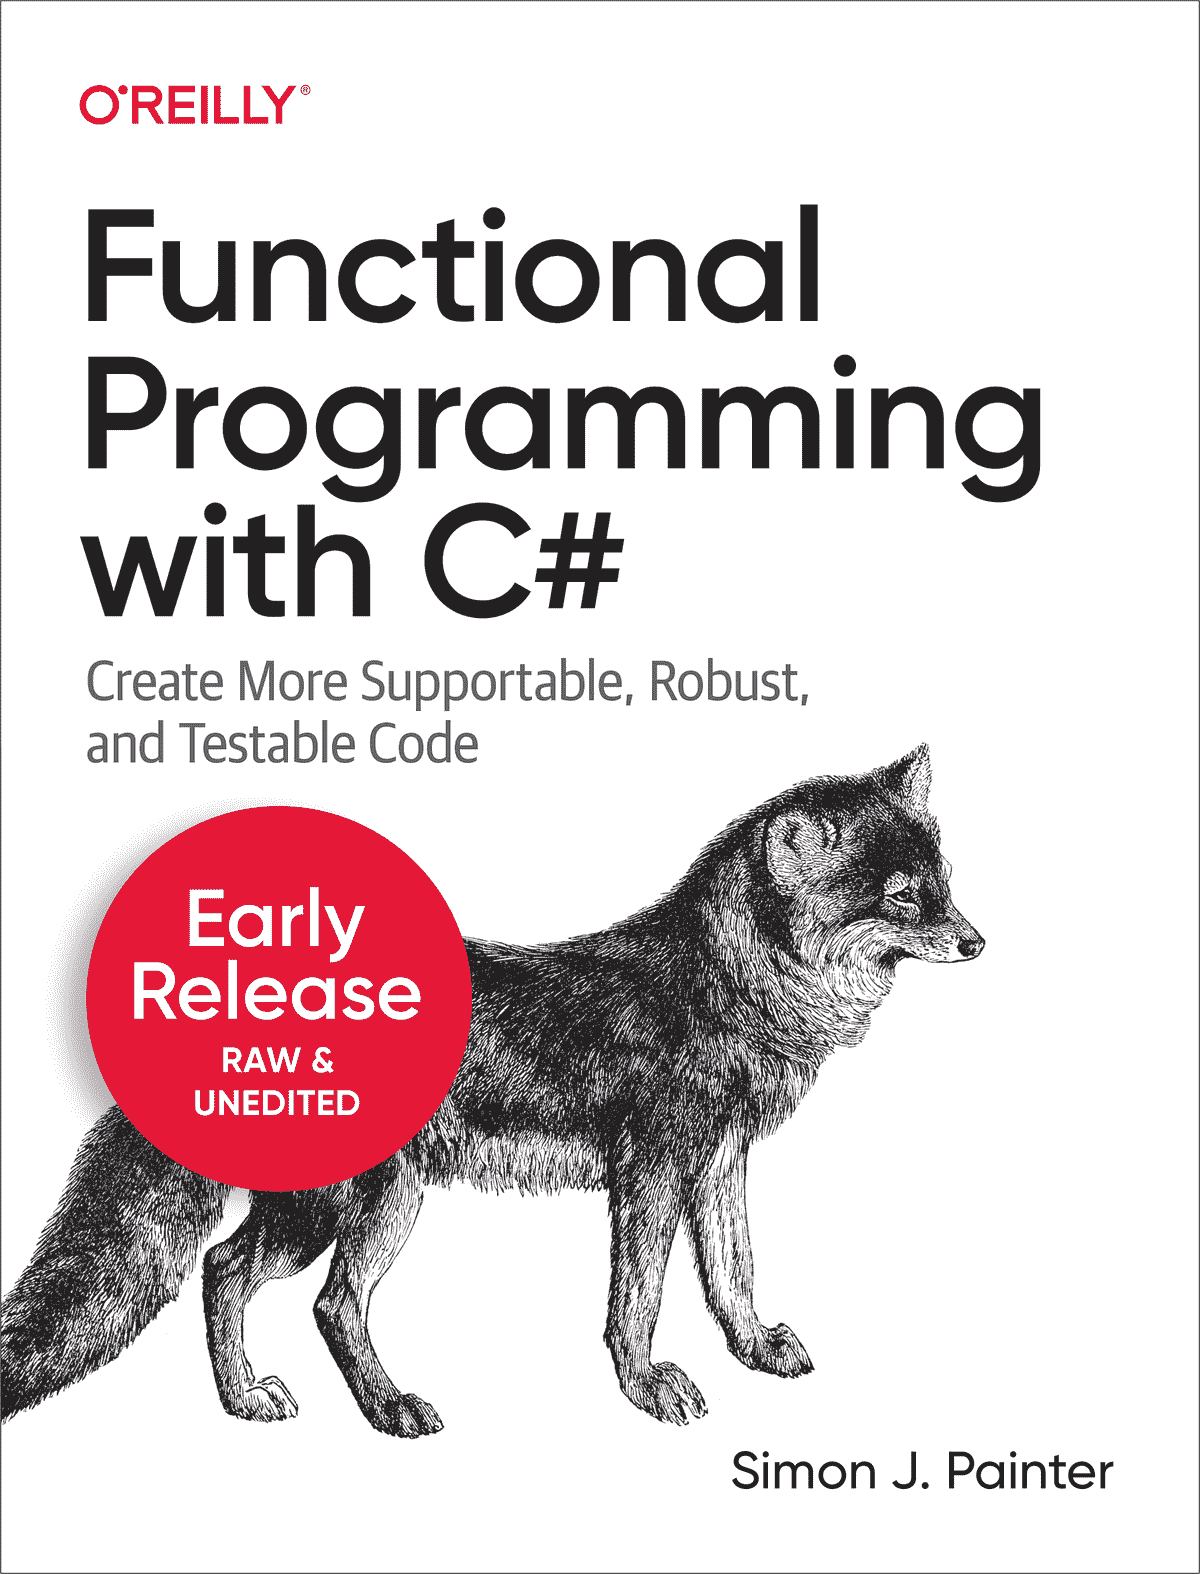 O'REILLY®
Functional
Programming
with C#
Create More Supportable, Robust,
and Testable Code
Early
Release
RAW &
UNEDITED
Simon J. Painter